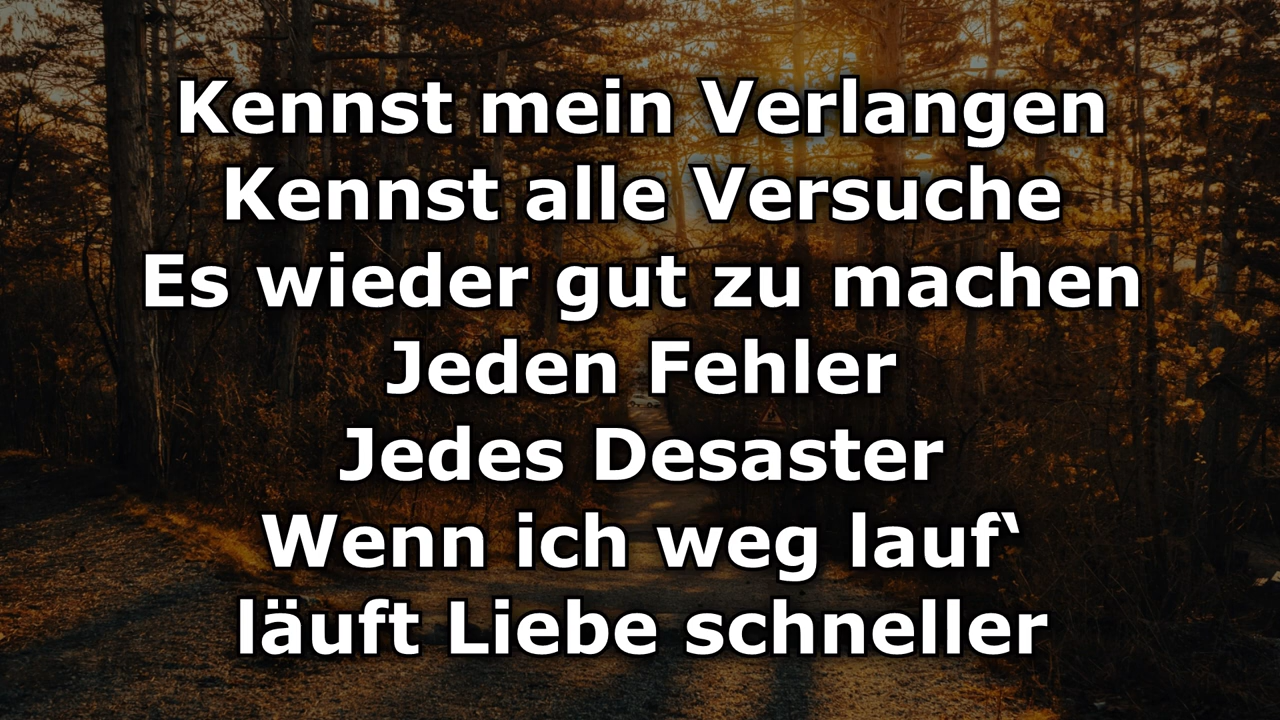 Kennst mein Verlangen
Kennst alle Versuche
Es wieder gut zu machen
Jeden Fehler
Jedes Desaster
Wenn ich weg lauf‘
läuft Liebe schneller